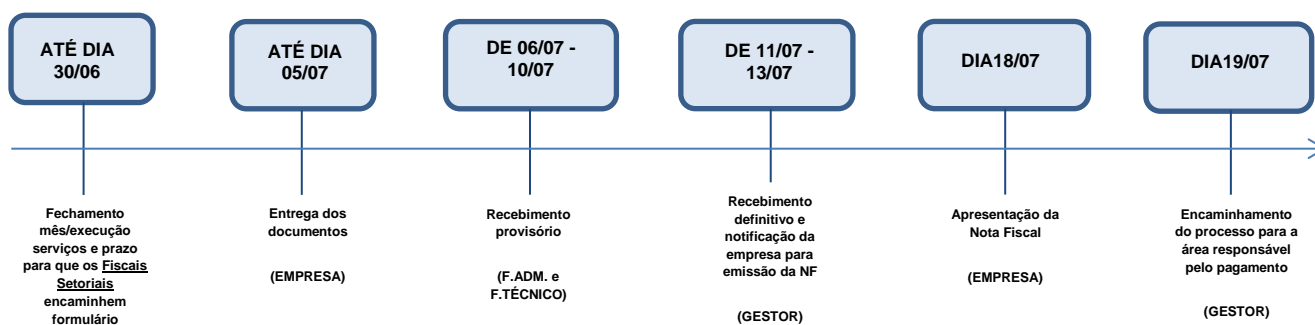 ATÉ DIA
30/06
ATÉ DIA
05/07
DE 06/07 -
10/07
DE 11/07 -
13/07
DIA18/07
DIA19/07
Fechamento
mês/execução
serviços e prazo
para que os Fiscais
Setoriais
encaminhem
formulário
Entrega dos
documentos
(EMPRESA)
Recebimento
provisório
(F.ADM. e
F.TÉCNICO)
Recebimento
definitivo e
notificação da
empresa para
emissão da NF
(GESTOR)
Apresentação da
Nota Fiscal
(EMPRESA)
Encaminhamento
do processo para a
área responsável
pelo pagamento
(GESTOR)